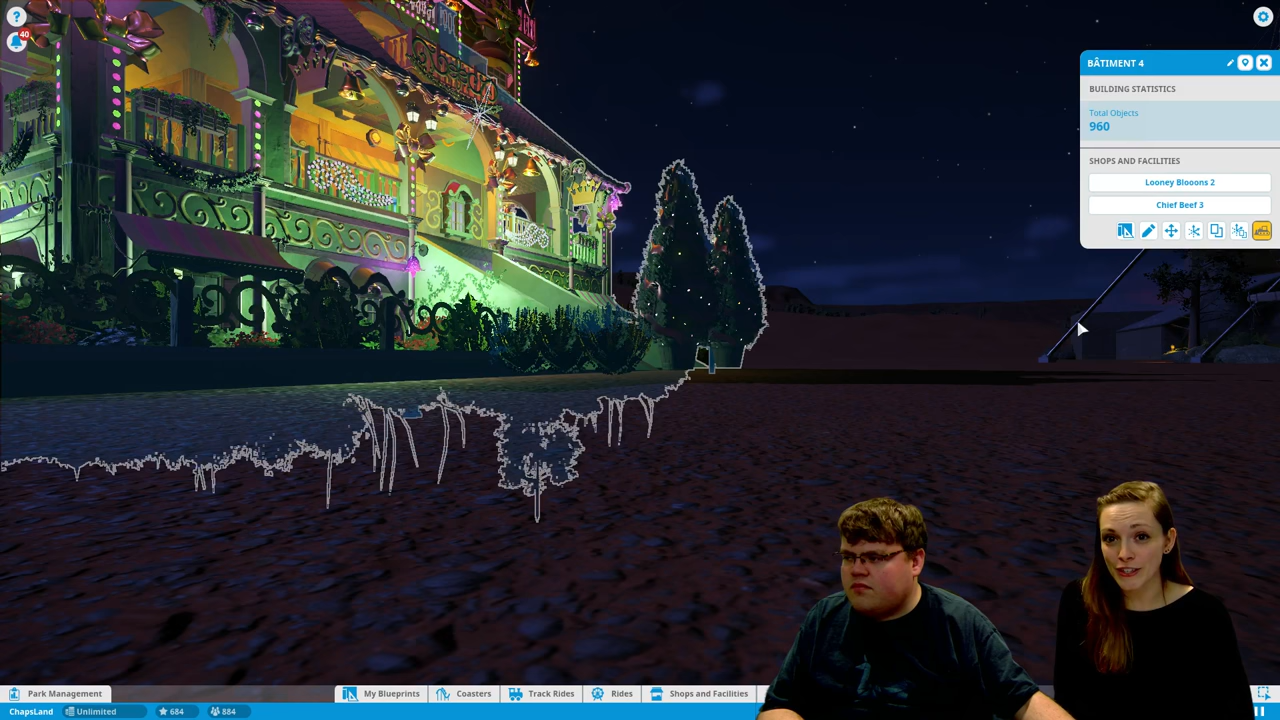 ?
40
BÂTIMENT 4
BUILDING STATISTICS
Total Objects
960
SHOPS AND FACILITIES
Looney Blooons 2
Chief Beef 3
Park Management
My Blueprints
Coasters
Track Rides
Rides
Shops and Facilities
ChapsLand
Unlimited
684
884